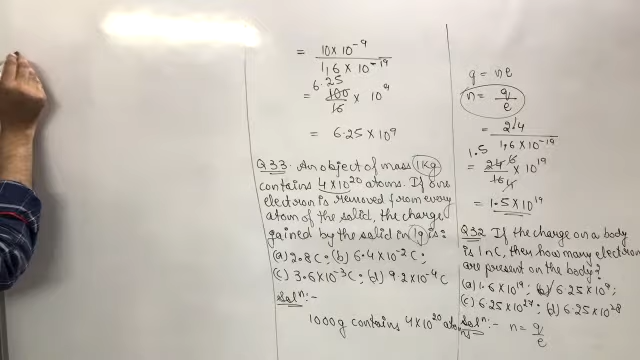 = 10 × 10⁻⁹ / 1.6 × 10⁻¹⁹
6.25
= 100/16 × 10⁹
= 6.25 × 10⁹
Q33. An object of mass 1Kg
contains 4×10²⁰ atoms. If one
electron is removed from every
atom of the solid, the charge
gained by the solid in 1g is:
(a) 2.8 C; (b) 6.4×10⁻² C;
(c) 3.6×10⁻³ C; (d) 9.2×10⁻⁴ C
Solⁿ:-
1000g contains 4×10²⁰ atoms
q = ne
n = q/e
= 2.4 / 1.6 × 10⁻¹⁹
1.5
= 24 6/16 4 × 10¹⁹
= 1.5 × 10¹⁹
Q32. If the charge on a body
is 1 nC, then how many electron
are present on the body?
(a) 1.6×10¹⁹; (b) 6.25×10⁹;
(c) 6.25×10²⁷; (d) 6.25×10²⁸
Solⁿ:- n = q/e